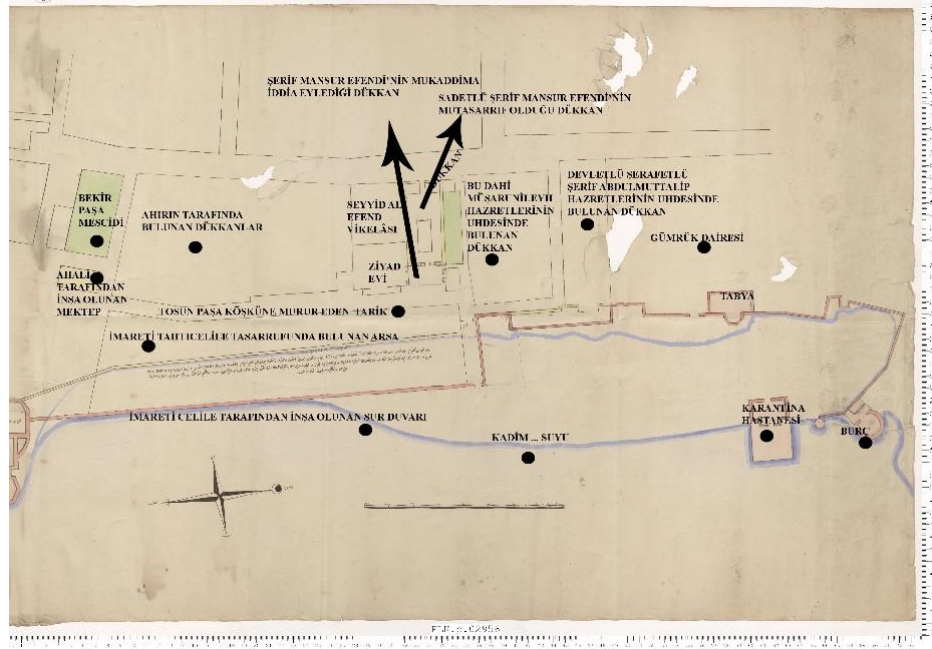 ŞERİF MANSUR EFENDİ'NİN MUKADDİMA
İDDİA EYLEDİĞİ DÜKKAN
SADETLÜ ŞERİF MANSUR EFENDİ'NİN
MUTASARRIF OLDUĞU DÜKKAN
DÜKKAN
BEKİR
PAŞA
MESCİDİ
AHIRIN TARAFINDA
BULUNAN DÜKKANLAR
SEYYİD ALİ
EFEND
VİKELÂSI
BU DAHİ
MÜŞARUNİLEYH
HAZRETLERİNİN
UHDESİNDE
BULUNAN
DÜKKAN
DEVLETLÜ ŞERAFETLÜ
ŞERİF ABDULMUTTALİP
HAZRETLERİNİN UHDESİNDE
BULUNAN DÜKKAN
GÜMRÜK DAİRESİ
ZİYAD
EVİ
AHALİ
TARAFINDAN
İNŞA OLUNAN
MEKTEP
TOSUN PAŞA KÖŞKÜNE MURUR EDEN TARİK
TABYA
İMARETİ TAHTICELİLE TASARRUFUNDA BULUNAN ARSA
İMARETİ CELİLE TARAFINDAN İNŞA OLUNAN SUR DUVARI
KADİM ... SUYU
KARANTİNA
HASTANESİ
BURÇ